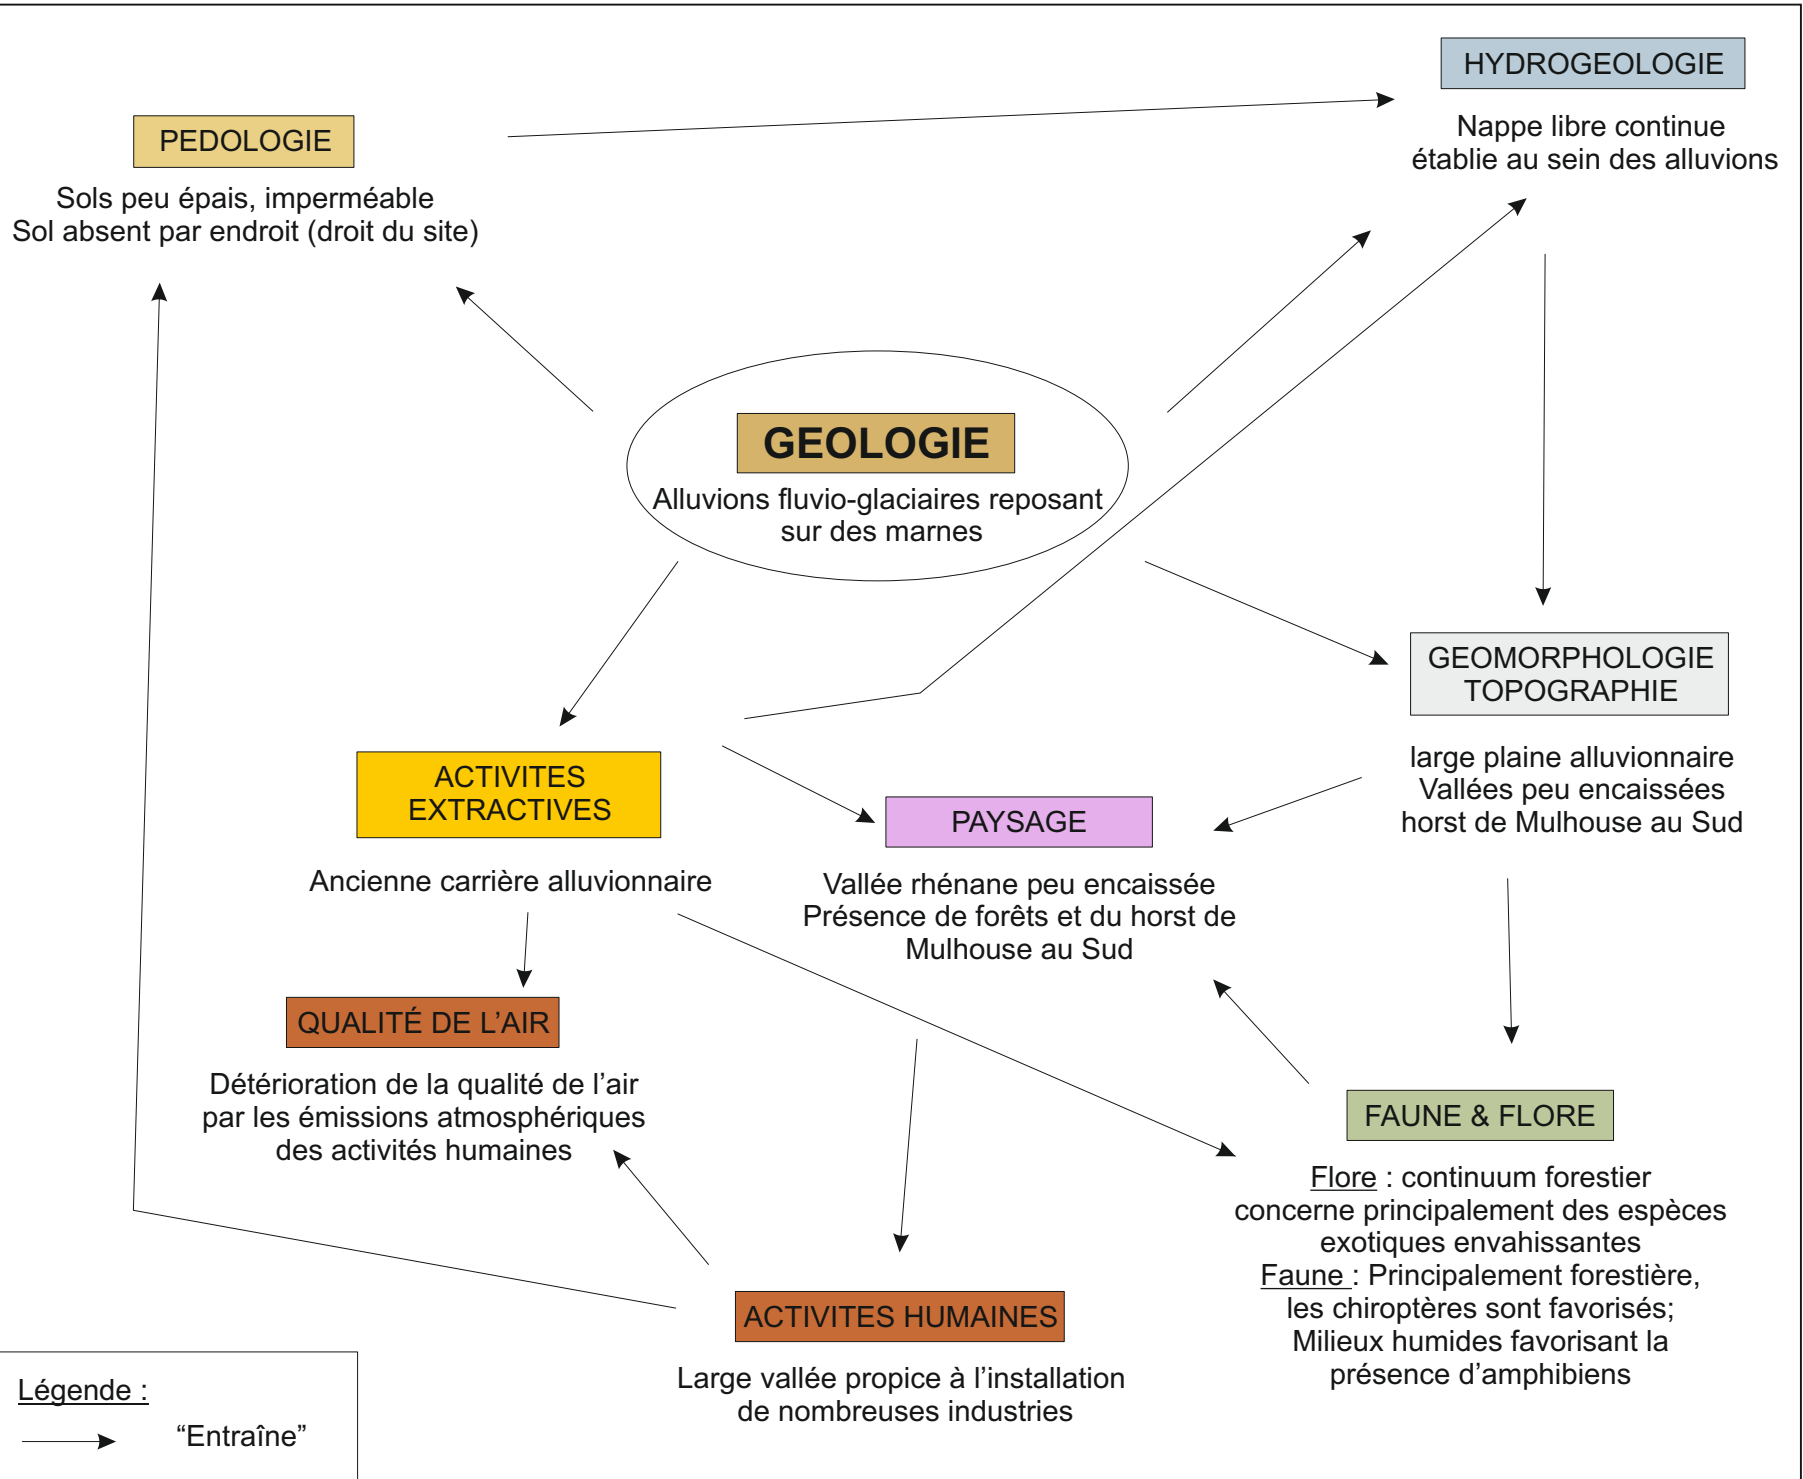 HYDROGEOLOGIE
Nappe libre continue
établie au sein des alluvions
PEDOLOGIE
Sols peu épais, imperméable
Sol absent par endroit (droit du site)
GEOLOGIE
Alluvions fluvio-glaciaires reposant
sur des marnes
GEOMORPHOLOGIE
TOPOGRAPHIE
large plaine alluvionnaire
Vallées peu encaissées
horst de Mulhouse au Sud
ACTIVITES
EXTRACTIVES
Ancienne carrière alluvionnaire
PAYSAGE
Vallée rhénane peu encaissée
Présence de forêts et du horst de
Mulhouse au Sud
QUALITÉ DE L’AIR
Détérioration de la qualité de l’air
par les émissions atmosphériques
des activités humaines
FAUNE & FLORE
Flore : continuum forestier
concerne principalement des espèces
exotiques envahissantes
Faune : Principalement forestière,
les chiroptères sont favorisés;
Milieux humides favorisant la
présence d’amphibiens
ACTIVITES HUMAINES
Large vallée propice à l’installation
de nombreuses industries
Légende :
“Entraîne”